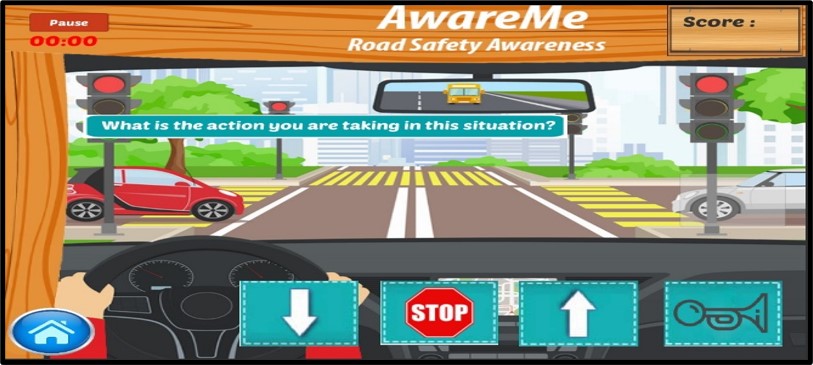 Pause
00:00
AwareMe
Road Safety Awareness
Score :
What is the action you are taking in this situation?
STOP